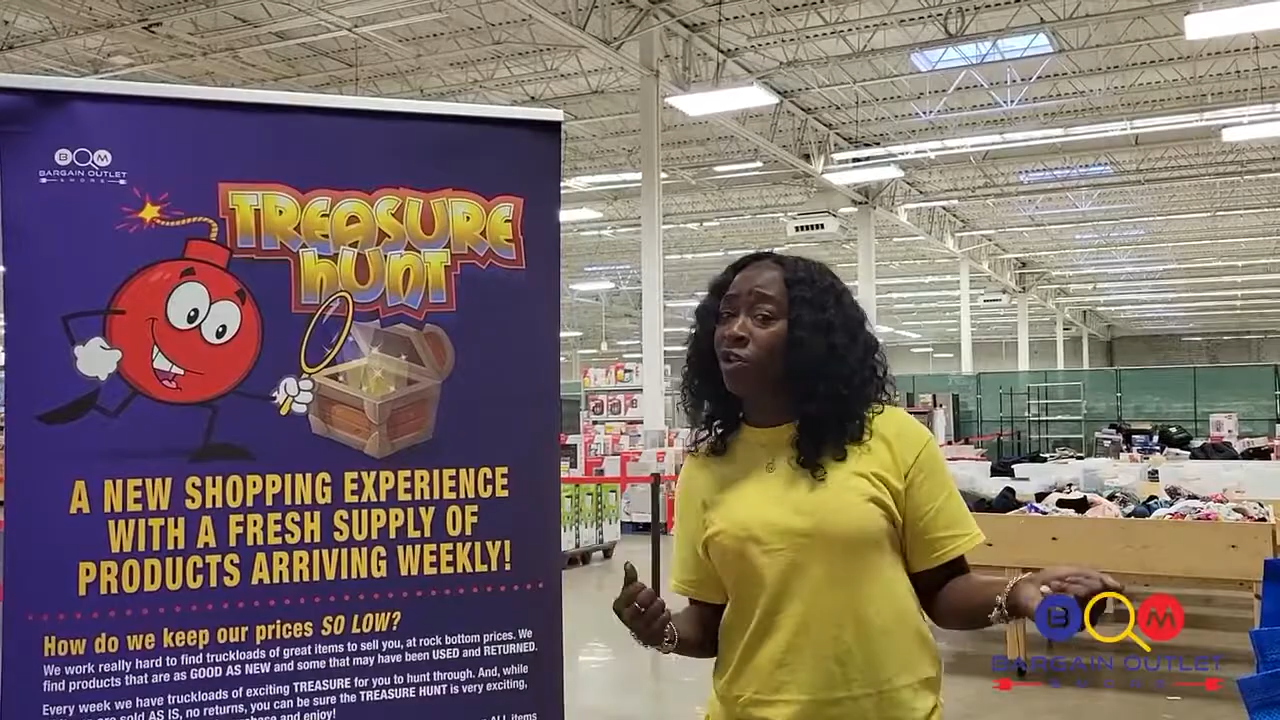 BOM
BARGAIN OUTLET
& MORE
TREASURE
HUNT
A NEW SHOPPING EXPERIENCE
WITH A FRESH SUPPLY OF
PRODUCTS ARRIVING WEEKLY!
How do we keep our prices SO LOW?
We work really hard to find truckloads of great items to sell you, at rock bottom prices. We
find products that are as GOOD AS NEW and some that may have been USED and RETURNED.
Every week we have truckloads of exciting TREASURE for you to hunt through. And, while
sold AS IS, no returns, you can be sure the TREASURE HUNT is very exciting,
and enjoy!
ALL items
BOM
BARGAIN OUTLET
& MORE